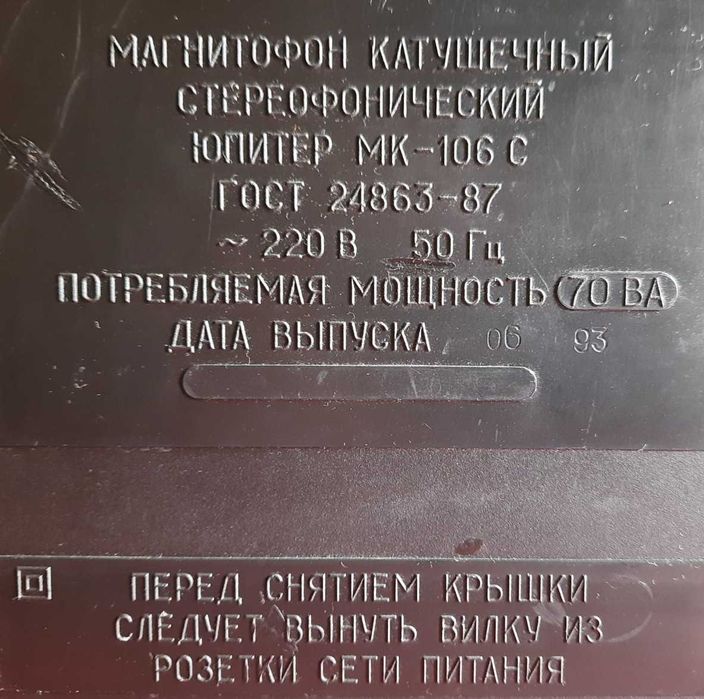 МАГНИТОФОН КАТУШЕЧНЫЙ
СТЕРЕОФОНИЧЕСКИЙ
ЮПИТЕР МК-106 С
ГОСТ 24863-87
~ 220 В 50 Гц
ПОТРЕБЛЯЕМАЯ МОЩНОСТЬ 70 ВА
ДАТА ВЫПУСКА 06 93
ПЕРЕД СНЯТИЕМ КРЫШКИ
СЛЕДУЕТ ВЫНУТЬ ВИЛКУ ИЗ
РОЗЕТКИ СЕТИ ПИТАНИЯ